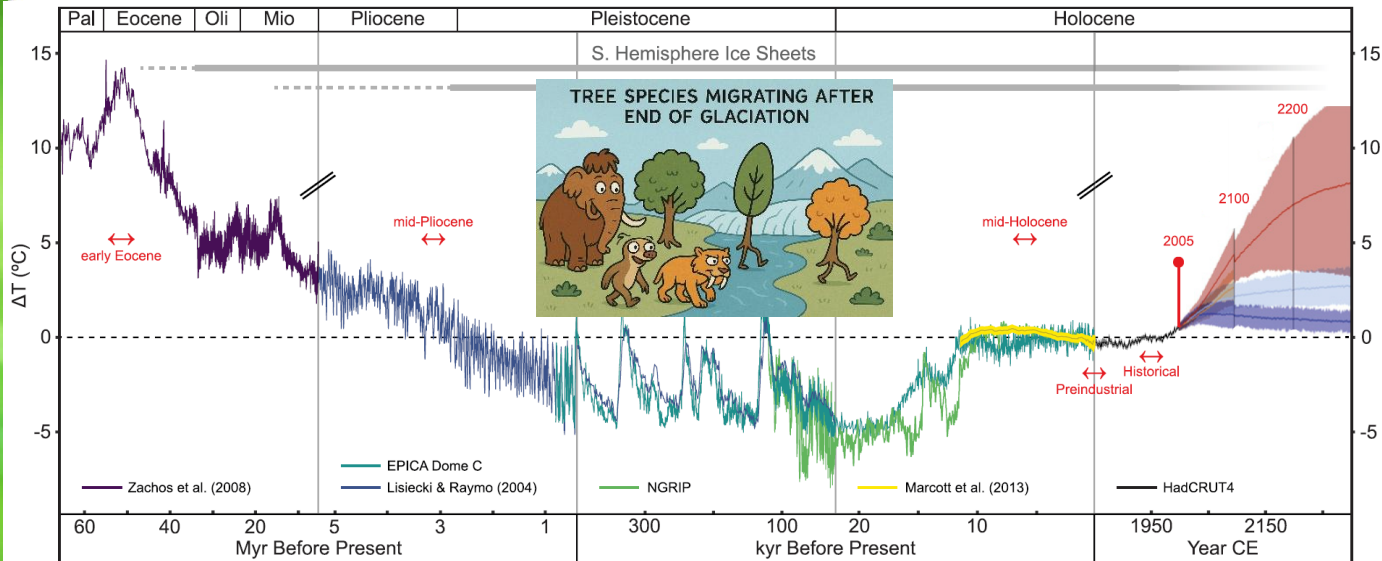 Pal Eocene Oli Mio Pliocene Pleistocene Holocene
15 S. Hemisphere Ice Sheets 15
TREE SPECIES MIGRATING AFTER
END OF GLACIATION
2200
10 10
2100
mid-Pliocene mid-Holocene
5 5
2005
early Eocene
ΔT (ºC)
0 0
Historical
Preindustrial
-5 -5
EPICA Dome C
Zachos et al. (2008) Lisiecki & Raymo (2004) NGRIP Marcott et al. (2013) HadCRUT4
60 40 20 5 3 1 300 100 20 10 1950 2150
Myr Before Present kyr Before Present Year CE